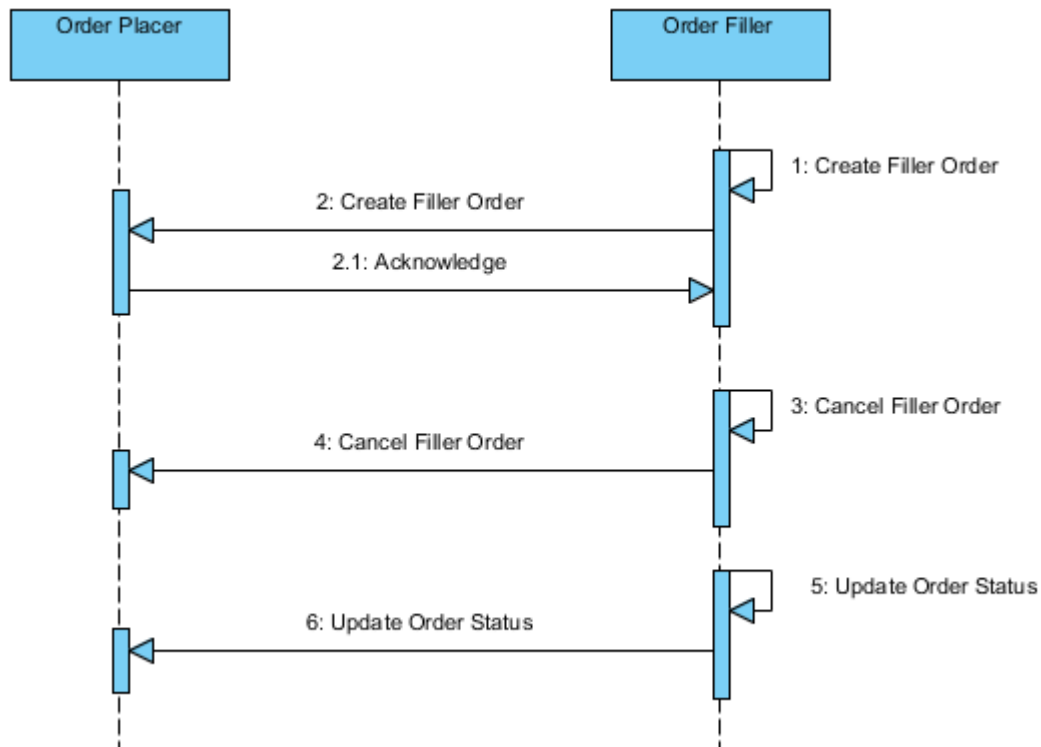 Order Placer
Order Filler
1: Create Filler Order
2: Create Filler Order
2.1: Acknowledge
3: Cancel Filler Order
4: Cancel Filler Order
5: Update Order Status
6: Update Order Status